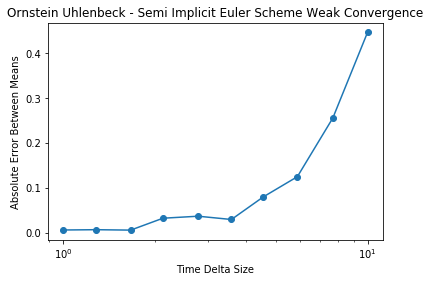 Ornstein Uhlenbeck - Semi Implicit Euler Scheme Weak Convergence
Absolute Error Between Means
0.4
0.3
0.2
0.1
0.0
10⁰
10¹
Time Delta Size